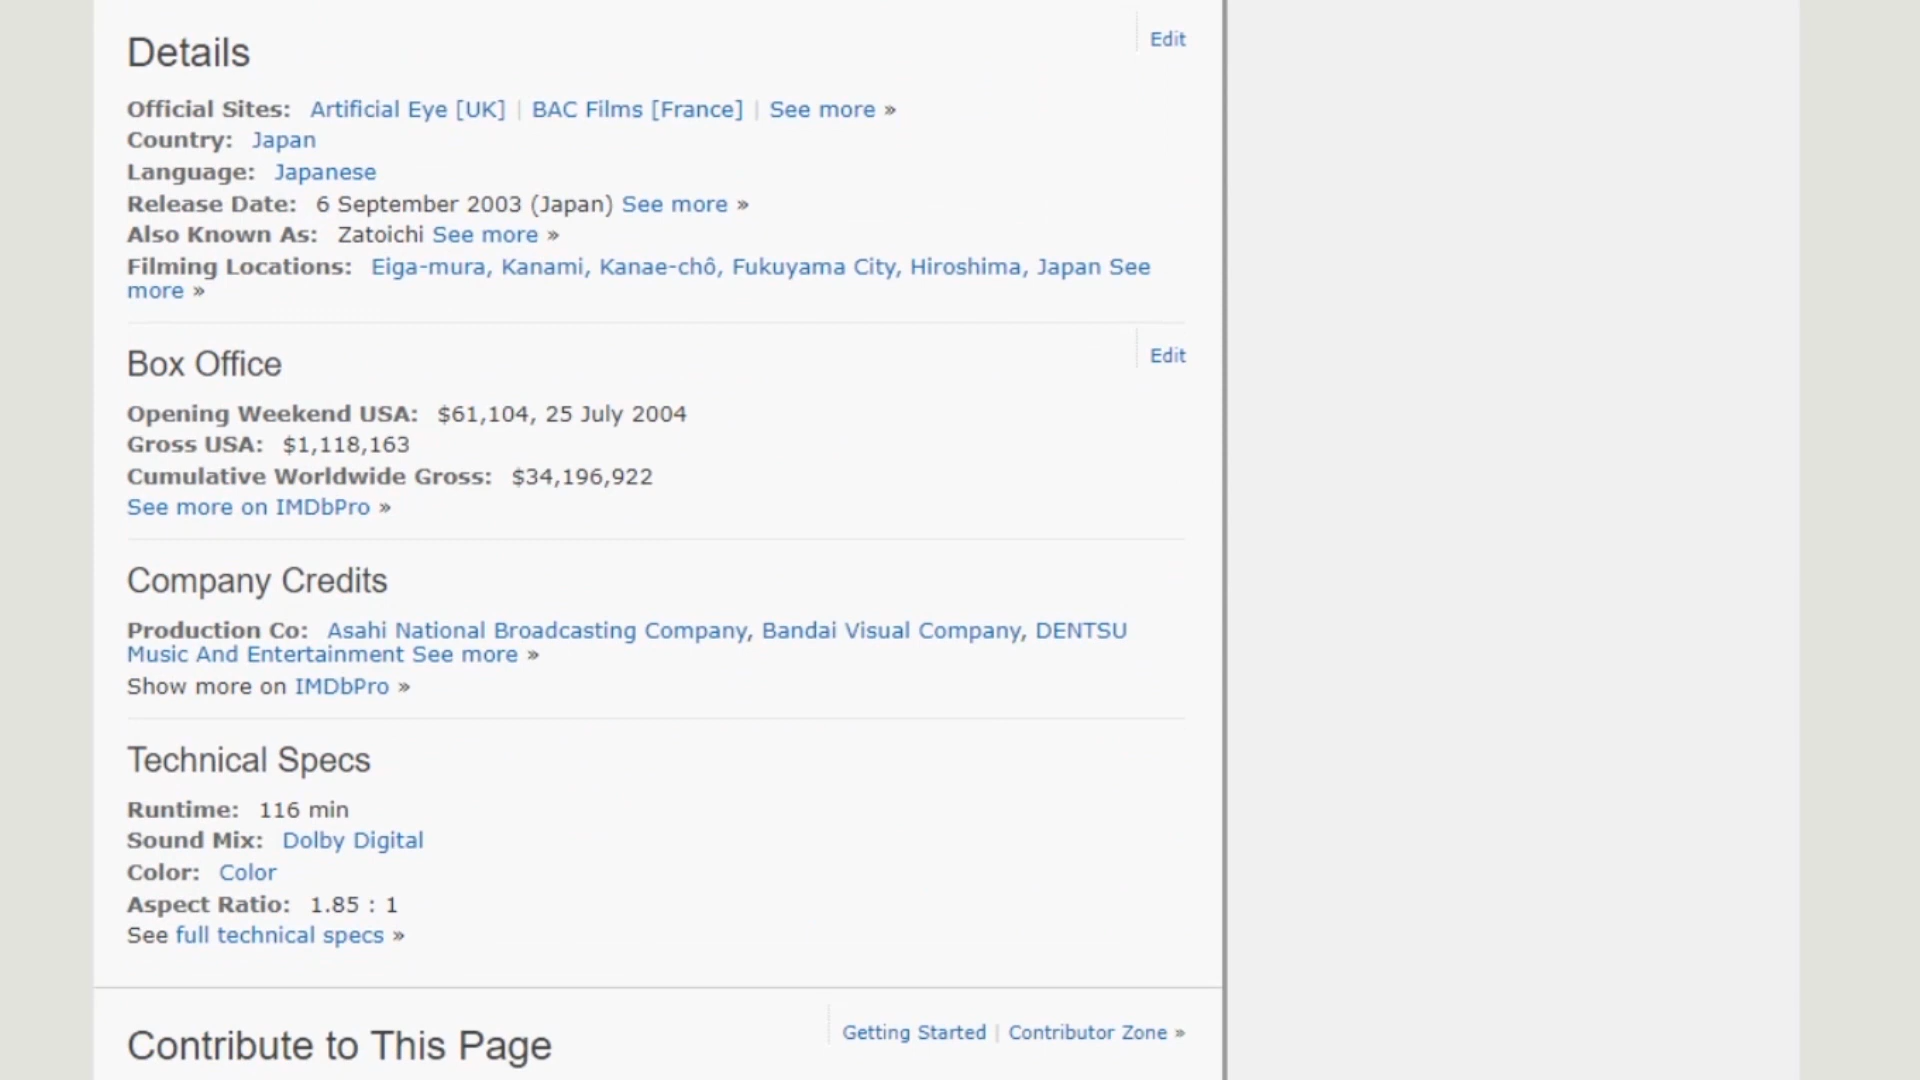 Details
Edit
Official Sites: Artificial Eye [UK] | BAC Films [France] | See more »
Country: Japan
Language: Japanese
Release Date: 6 September 2003 (Japan) See more »
Also Known As: Zatoichi See more »
Filming Locations: Eiga-mura, Kanami, Kanae-chô, Fukuyama City, Hiroshima, Japan See
more »
Box Office
Edit
Opening Weekend USA: $61,104, 25 July 2004
Gross USA: $1,118,163
Cumulative Worldwide Gross: $34,196,922
See more on IMDbPro »
Company Credits
Production Co: Asahi National Broadcasting Company, Bandai Visual Company, DENTSU
Music And Entertainment See more »
Show more on IMDbPro »
Technical Specs
Runtime: 116 min
Sound Mix: Dolby Digital
Color: Color
Aspect Ratio: 1.85 : 1
See full technical specs »
Contribute to This Page
Getting Started | Contributor Zone »